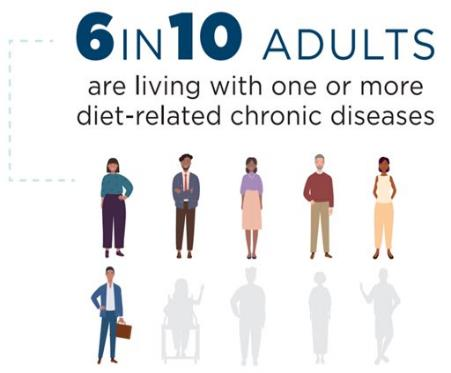 6 IN 10 ADULTS
are living with one or more
diet-related chronic diseases